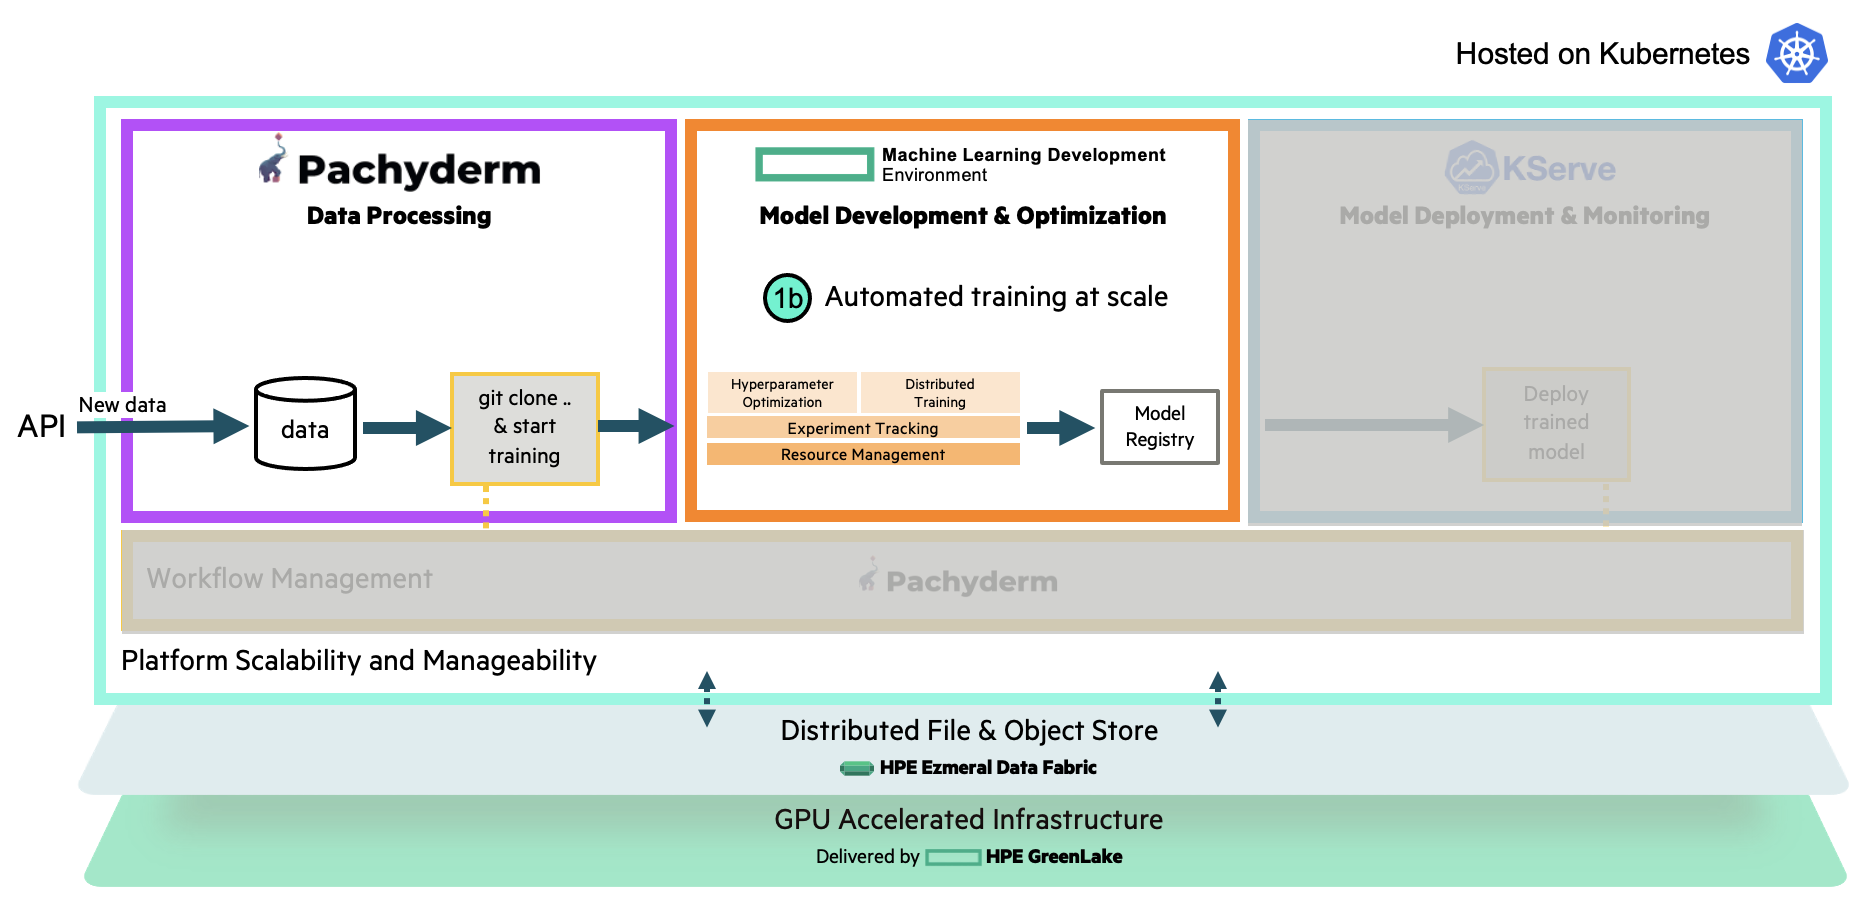 Hosted on Kubernetes
Pachyderm
Data Processing
Machine Learning Development
Environment
Model Development & Optimization
KServe
KServe
Model Deployment & Monitoring
1b
Automated training at scale
API
New data
data
git clone ..
& start
training
Hyperparameter
Optimization
Distributed
Training
Experiment Tracking
Resource Management
Model
Registry
Deploy
trained
model
Workflow Management
Pachyderm
Platform Scalability and Manageability
Distributed File & Object Store
HPE Ezmeral Data Fabric
GPU Accelerated Infrastructure
Delivered by HPE GreenLake